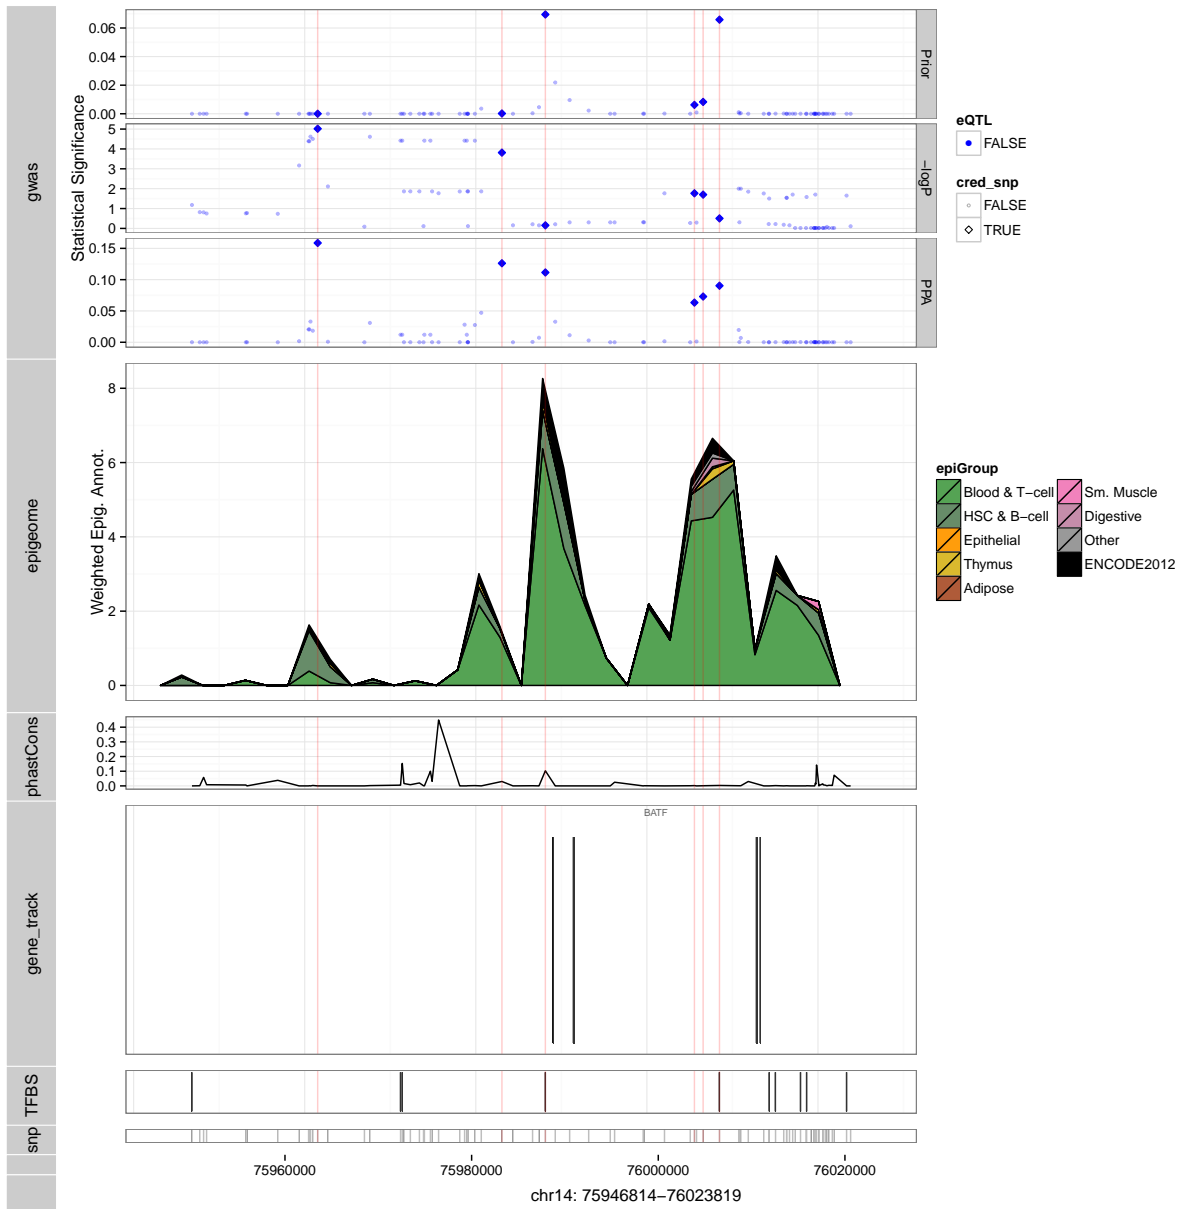 gwas
Statistical Significance
0.06
0.04
0.02
0.00
Prior
5
4
3
2
1
0
−logP
0.15
0.10
0.05
0.00
PPA
eQTL
FALSE
cred_snp
FALSE
TRUE
epigeome
Weighted Epig. Annot.
8
6
4
2
0
epiGroup
Blood & T−cell
HSC & B−cell
Epithelial
Thymus
Adipose
Sm. Muscle
Digestive
Other
ENCODE2012
phastCons
0.4
0.3
0.2
0.1
0.0
gene_track
BATF
TFBS
snp
75960000 75980000 76000000 76020000
chr14: 75946814−76023819